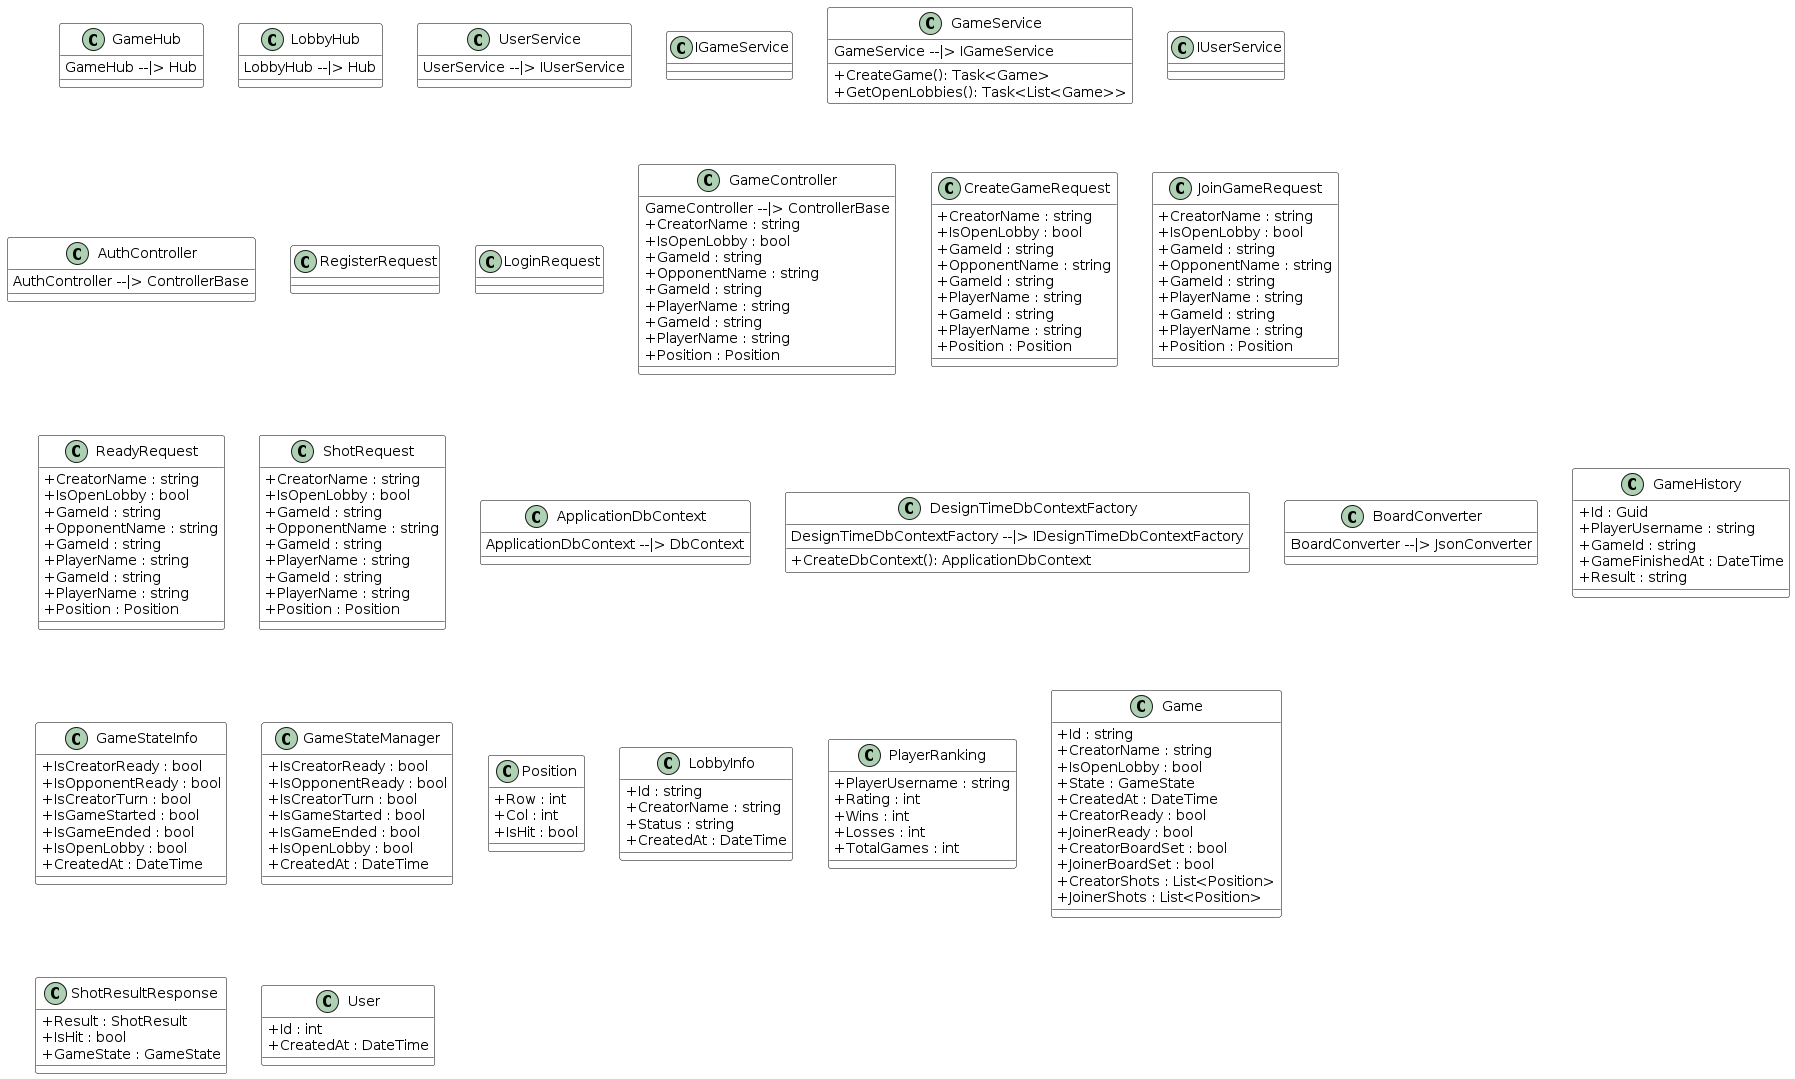 C GameHub
GameHub --|> Hub
C LobbyHub
LobbyHub --|> Hub
C UserService
UserService --|> IUserService
C IGameService
C GameService
GameService --|> IGameService
+CreateGame(): Task<Game>
+GetOpenLobbies(): Task<List<Game>>
C IUserService
C AuthController
AuthController --|> ControllerBase
C RegisterRequest
C LoginRequest
C GameController
GameController --|> ControllerBase
+CreatorName : string
+IsOpenLobby : bool
+GameId : string
+OpponentName : string
+GameId : string
+PlayerName : string
+GameId : string
+PlayerName : string
+Position : Position
C CreateGameRequest
+CreatorName : string
+IsOpenLobby : bool
+GameId : string
+OpponentName : string
+GameId : string
+PlayerName : string
+GameId : string
+PlayerName : string
+Position : Position
C JoinGameRequest
+CreatorName : string
+IsOpenLobby : bool
+GameId : string
+OpponentName : string
+GameId : string
+PlayerName : string
+GameId : string
+PlayerName : string
+Position : Position
C ReadyRequest
+CreatorName : string
+IsOpenLobby : bool
+GameId : string
+OpponentName : string
+GameId : string
+PlayerName : string
+GameId : string
+PlayerName : string
+Position : Position
C ShotRequest
+CreatorName : string
+IsOpenLobby : bool
+GameId : string
+OpponentName : string
+GameId : string
+PlayerName : string
+GameId : string
+PlayerName : string
+Position : Position
C ApplicationDbContext
ApplicationDbContext --|> DbContext
C DesignTimeDbContextFactory
DesignTimeDbContextFactory --|> IDesignTimeDbContextFactory
+CreateDbContext(): ApplicationDbContext
C BoardConverter
BoardConverter --|> JsonConverter
C GameHistory
+Id : Guid
+PlayerUsername : string
+GameId : string
+GameFinishedAt : DateTime
+Result : string
C GameStateInfo
+IsCreatorReady : bool
+IsOpponentReady : bool
+IsCreatorTurn : bool
+IsGameStarted : bool
+IsGameEnded : bool
+IsOpenLobby : bool
+CreatedAt : DateTime
C GameStateManager
+IsCreatorReady : bool
+IsOpponentReady : bool
+IsCreatorTurn : bool
+IsGameStarted : bool
+IsGameEnded : bool
+IsOpenLobby : bool
+CreatedAt : DateTime
C Position
+Row : int
+Col : int
+IsHit : bool
C LobbyInfo
+Id : string
+CreatorName : string
+Status : string
+CreatedAt : DateTime
C PlayerRanking
+PlayerUsername : string
+Rating : int
+Wins : int
+Losses : int
+TotalGames : int
C Game
+Id : string
+CreatorName : string
+IsOpenLobby : bool
+State : GameState
+CreatedAt : DateTime
+CreatorReady : bool
+JoinerReady : bool
+CreatorBoardSet : bool
+JoinerBoardSet : bool
+CreatorShots : List<Position>
+JoinerShots : List<Position>
C ShotResultResponse
+Result : ShotResult
+IsHit : bool
+GameState : GameState
C User
+Id : int
+CreatedAt : DateTime